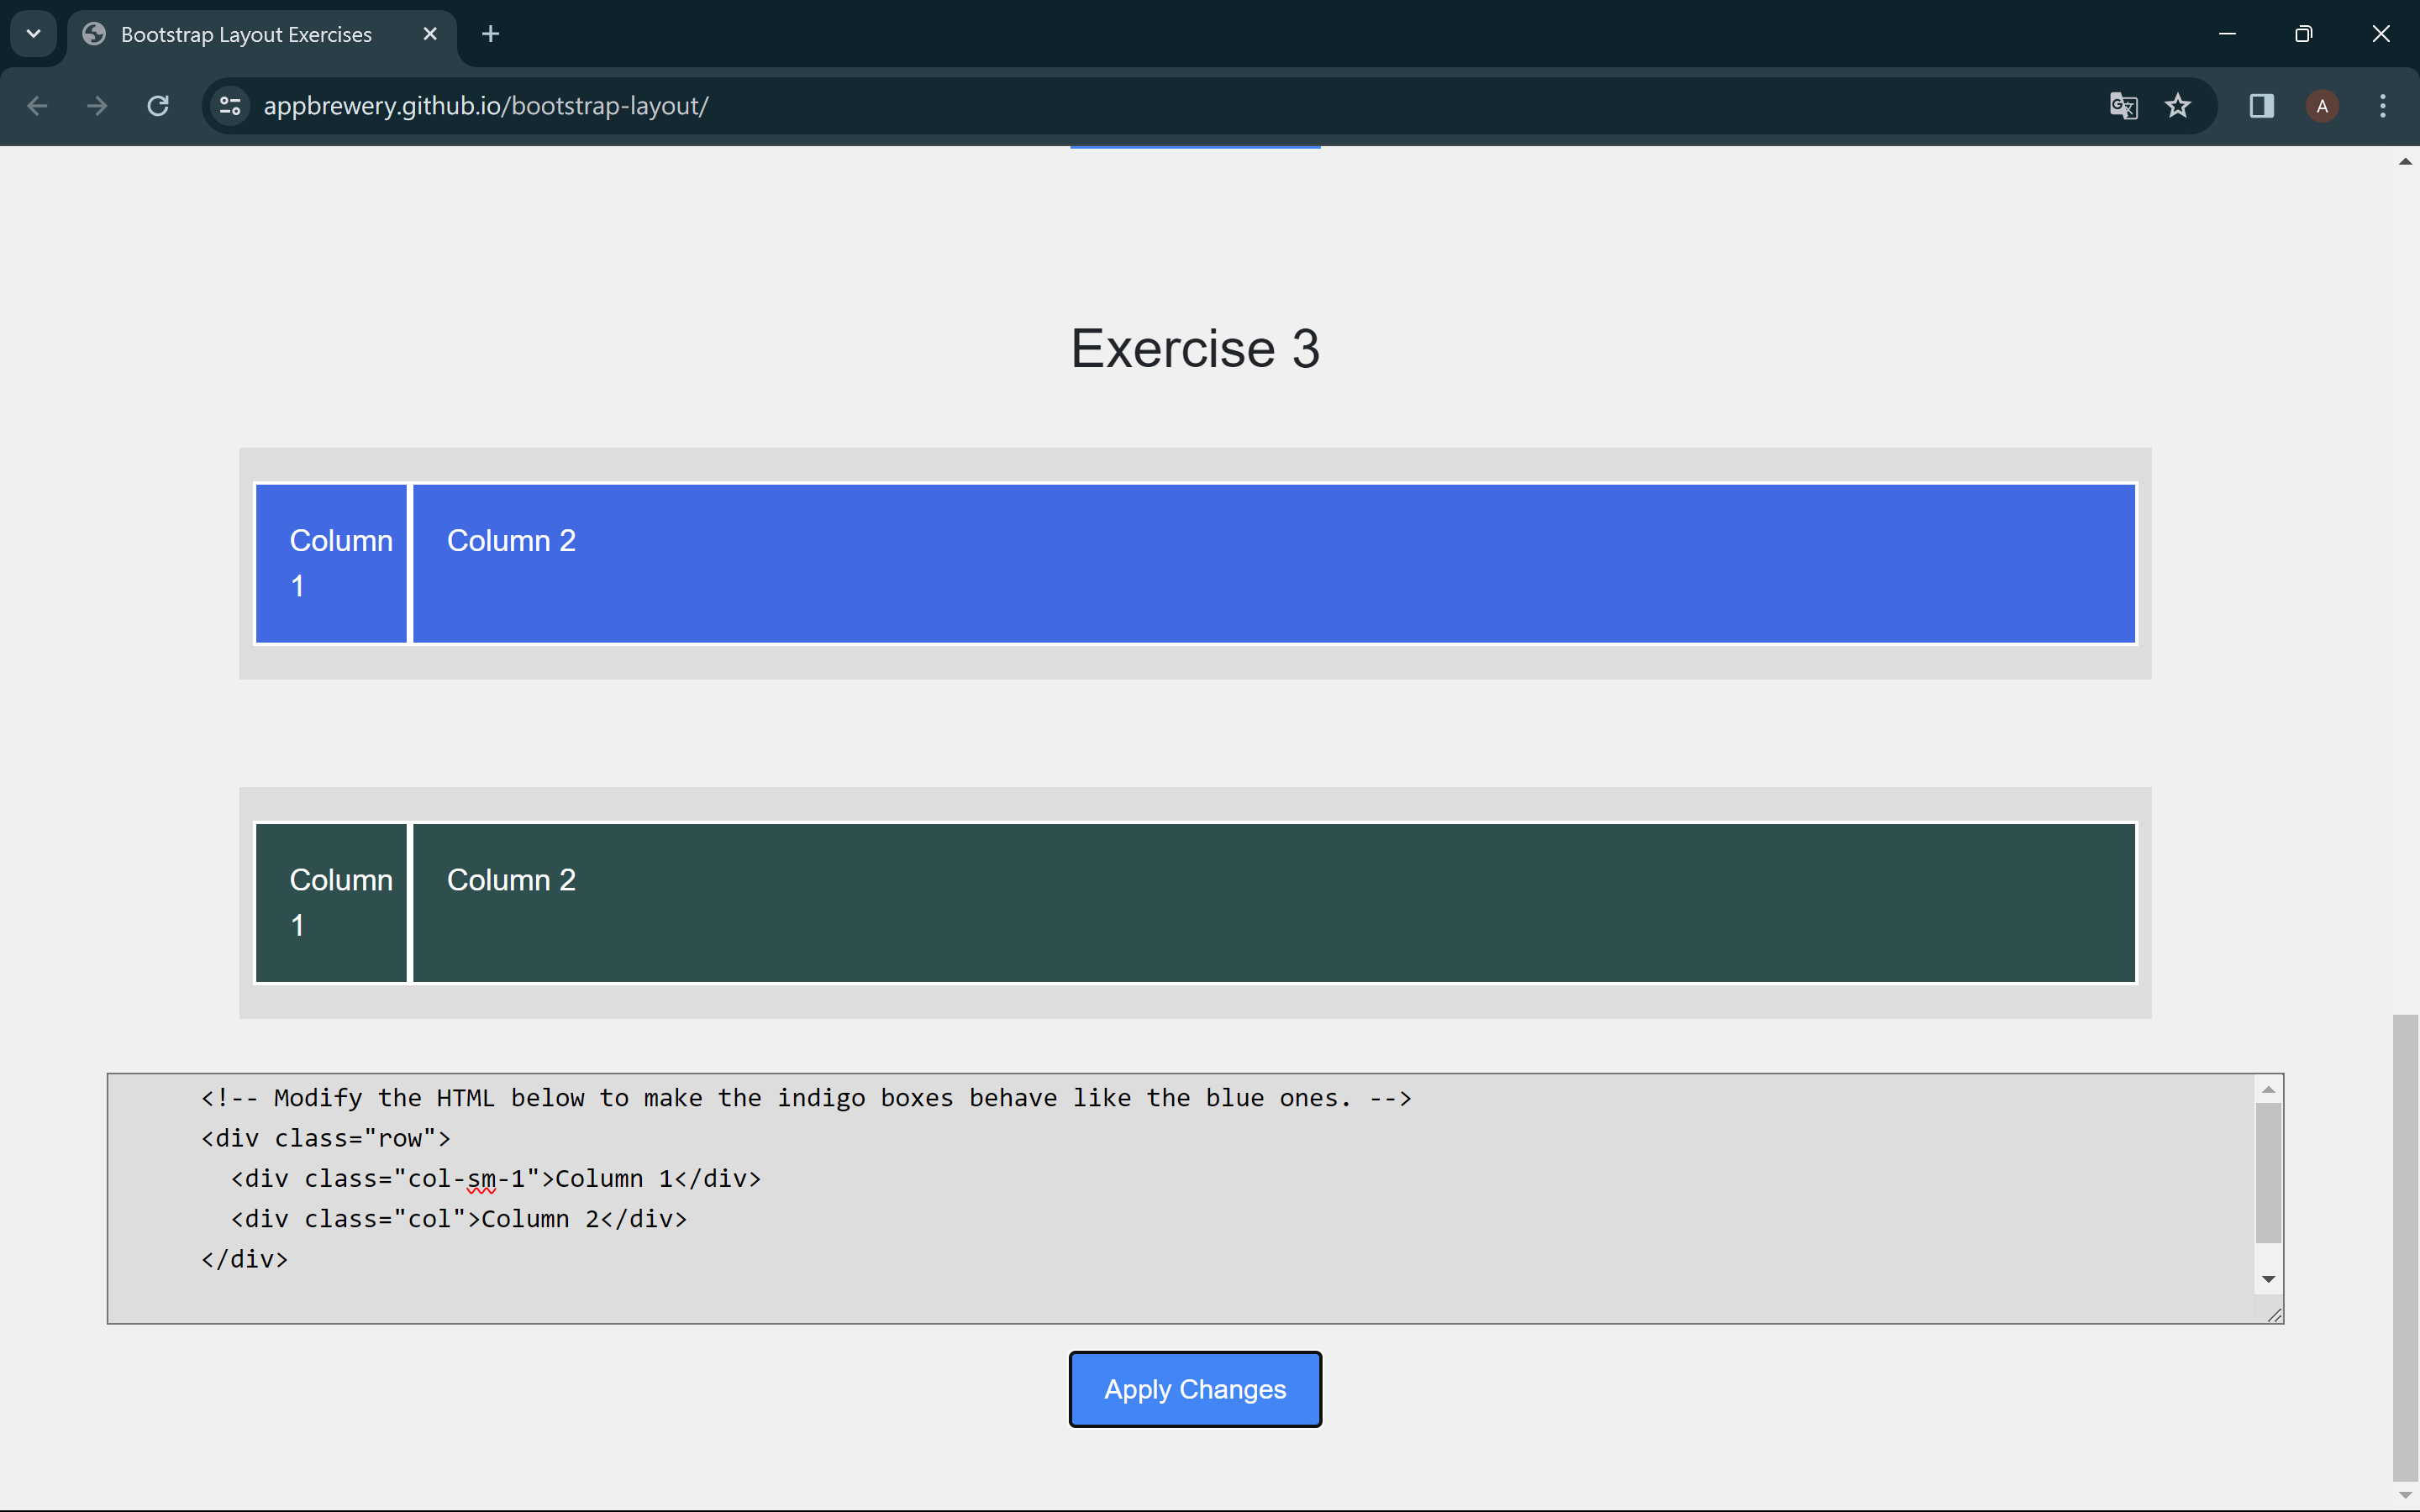 Bootstrap Layout Exercises
appbrewery.github.io/bootstrap-layout/
A
Exercise 3
Column
1
Column 2
Column
1
Column 2
<!-- Modify the HTML below to make the indigo boxes behave like the blue ones. -->
<div class="row">
  <div class="col-sm-1">Column 1</div>
  <div class="col">Column 2</div>
</div>
Apply Changes